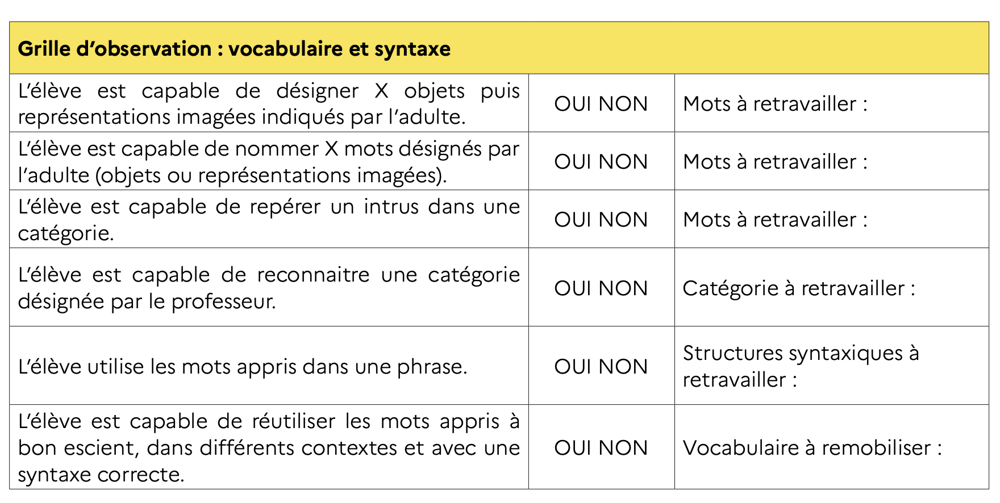 Grille d’observation : vocabulaire et syntaxe
L’élève est capable de désigner X objets puis
représentations imagées indiqués par l’adulte.
OUI NON
Mots à retravailler :
L’élève est capable de nommer X mots désignés par
l’adulte (objets ou représentations imagées).
OUI NON
Mots à retravailler :
L’élève est capable de repérer un intrus dans une
catégorie.
OUI NON
Mots à retravailler :
L’élève est capable de reconnaitre une catégorie
désignée par le professeur.
OUI NON
Catégorie à retravailler :
L’élève utilise les mots appris dans une phrase.
OUI NON
Structures syntaxiques à
retravailler :
L’élève est capable de réutiliser les mots appris à
bon escient, dans différents contextes et avec une
syntaxe correcte.
OUI NON
Vocabulaire à remobiliser :